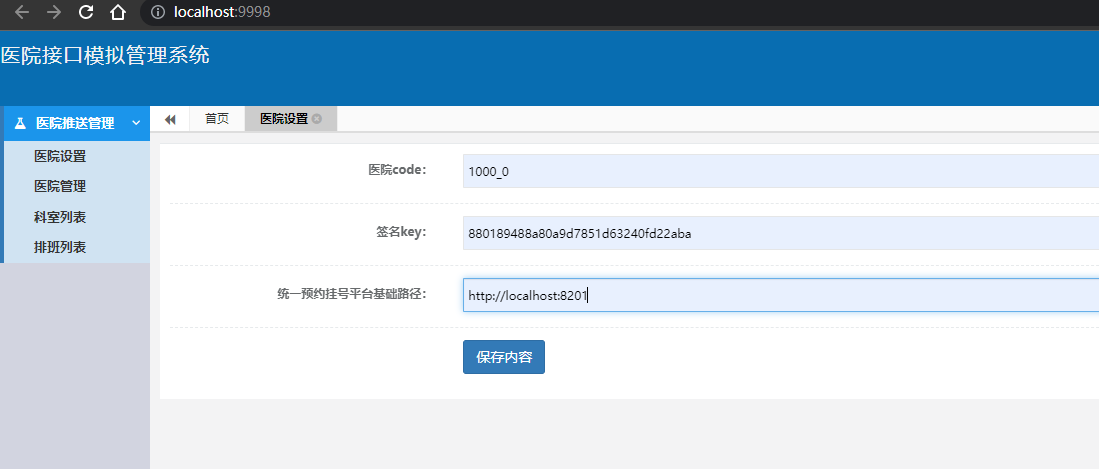 localhost:9998
医院接口模拟管理系统
医院推送管理
首页
医院设置
医院设置
医院管理
科室列表
排班列表
医院code：
1000_0
签名key：
880189488a80a9d7851d63240fd22aba
统一预约挂号平台基础路径：
http://localhost:8201
保存内容